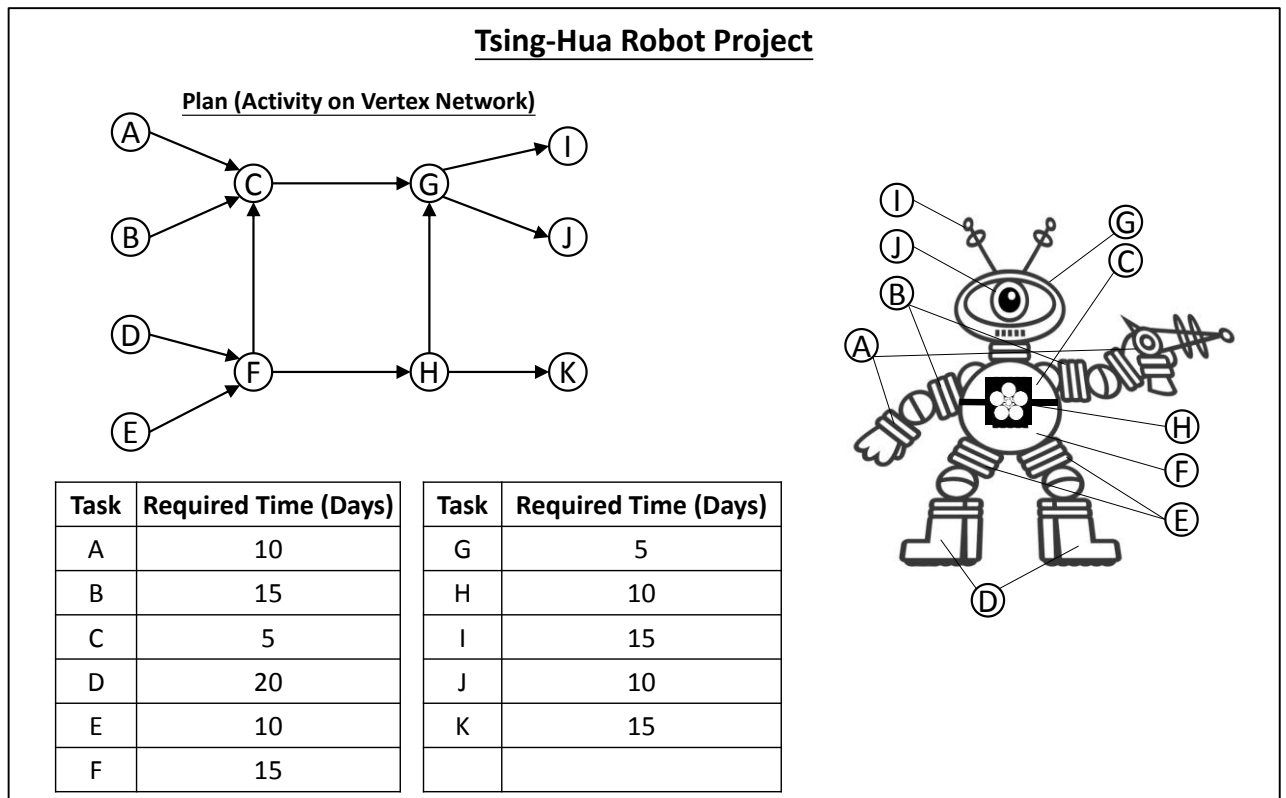 Tsing-Hua Robot Project
Plan (Activity on Vertex Network)
A
I
C
G
B
J
D
F
H
K
E
I
G
J
C
B
A
H
F
E
D
Task Required Time (Days)
A 10
B 15
C 5
D 20
E 10
F 15
Task Required Time (Days)
G 5
H 10
I 15
J 10
K 15